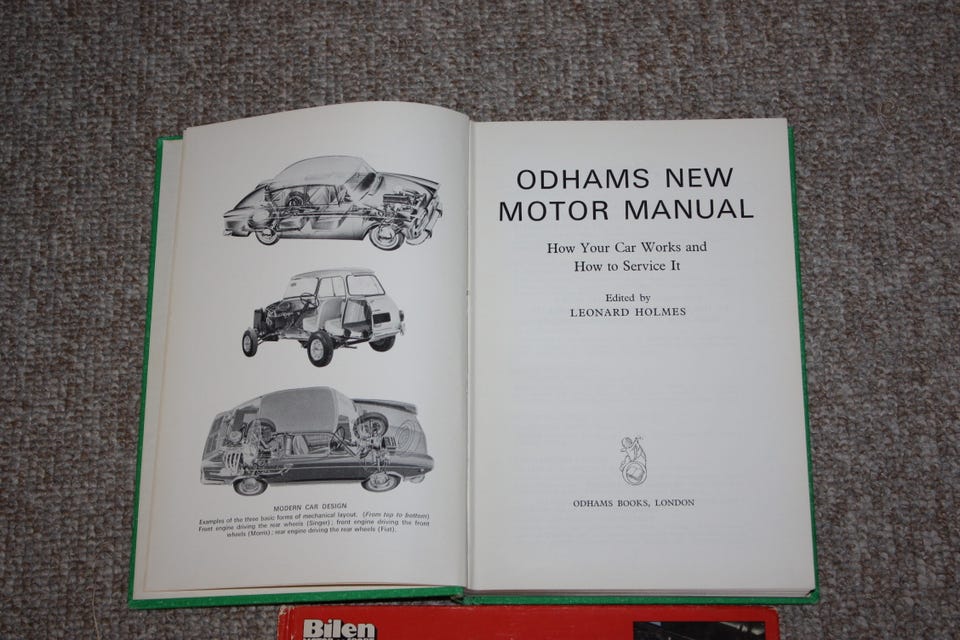 MODERN CAR DESIGN
Examples of the three basic forms of mechanical layout. (From top to bottom)
Front engine driving the rear wheels (Singer); front engine driving the front
wheels (Morris); rear engine driving the rear wheels (Fiat).
ODHAMS NEW
MOTOR MANUAL
How Your Car Works and
How to Service It
Edited by
LEONARD HOLMES
ODHAMS BOOKS, LONDON
Bilen